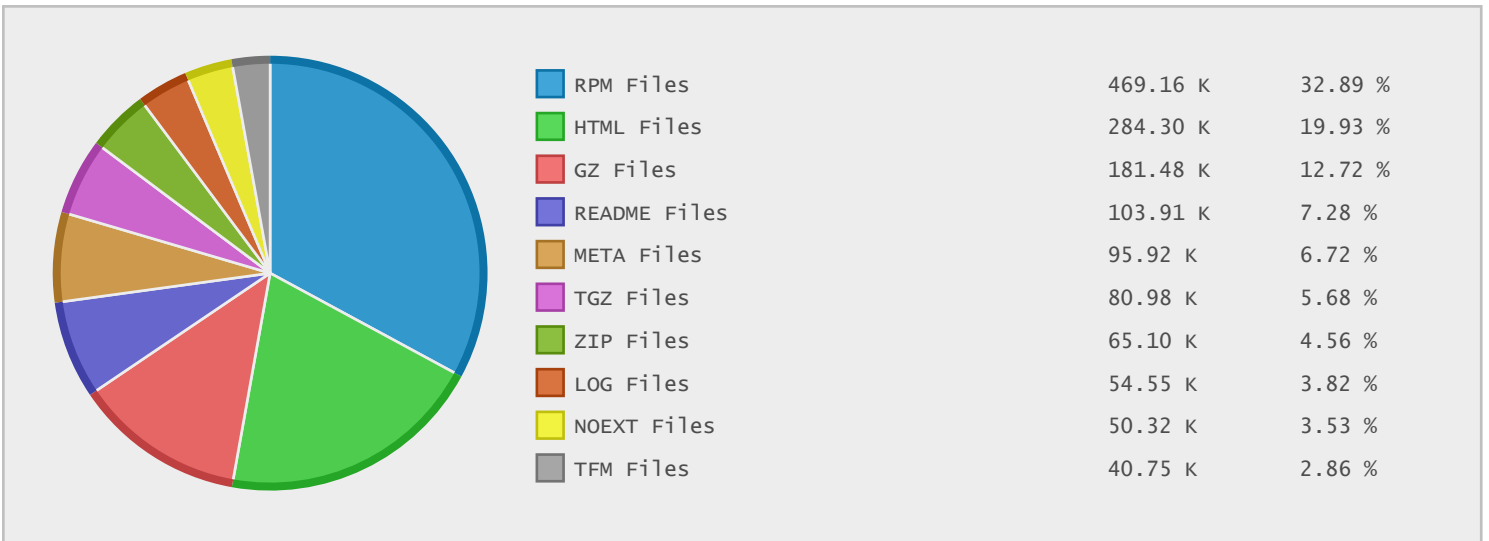 RPM Files 469.16 K 32.89 %
HTML Files 284.30 K 19.93 %
GZ Files 181.48 K 12.72 %
README Files 103.91 K 7.28 %
META Files 95.92 K 6.72 %
TGZ Files 80.98 K 5.68 %
ZIP Files 65.10 K 4.56 %
LOG Files 54.55 K 3.82 %
NOEXT Files 50.32 K 3.53 %
TFM Files 40.75 K 2.86 %